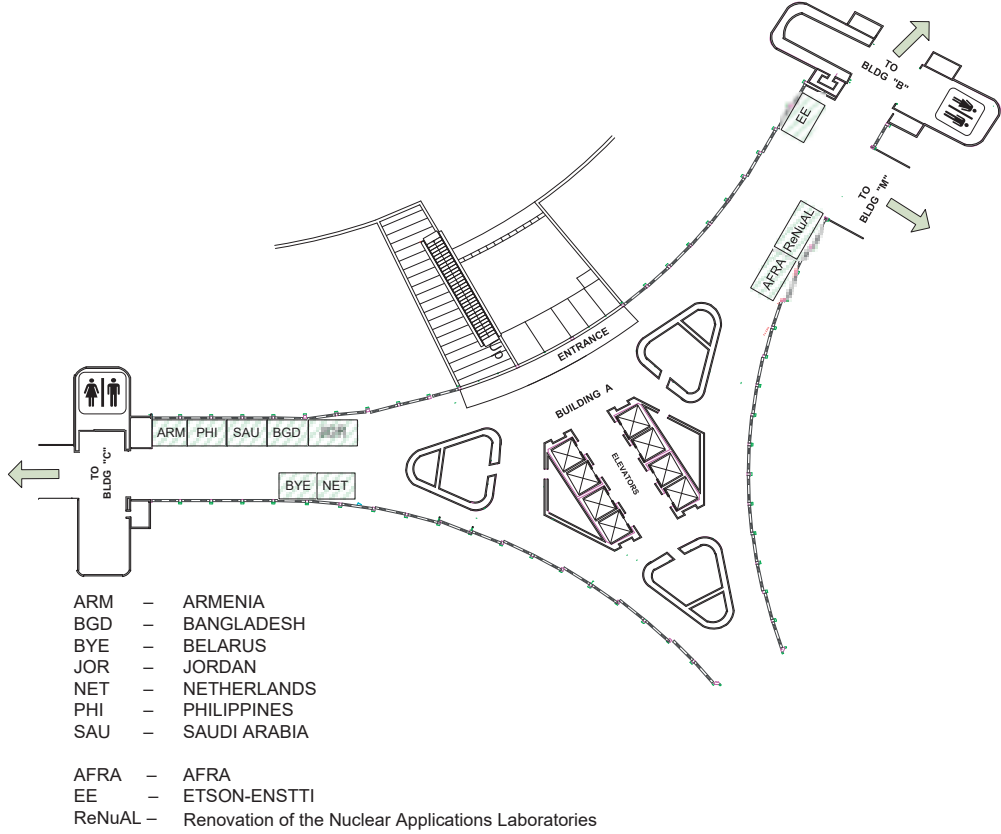 TO
BLDG "B"
EE
TO
BLDG "M"
ReNuAL
AFRA
Up
ENTRANCE
BUILDING A
ELEVATORS
ARM PHI SAU BGD
BYE NET
TO
BLDG "C"
ARM – ARMENIA
BGD – BANGLADESH
BYE – BELARUS
JOR – JORDAN
NET – NETHERLANDS
PHI – PHILIPPINES
SAU – SAUDI ARABIA
AFRA – AFRA
EE – ETSON-ENSTTI
ReNuAL – Renovation of the Nuclear Applications Laboratories